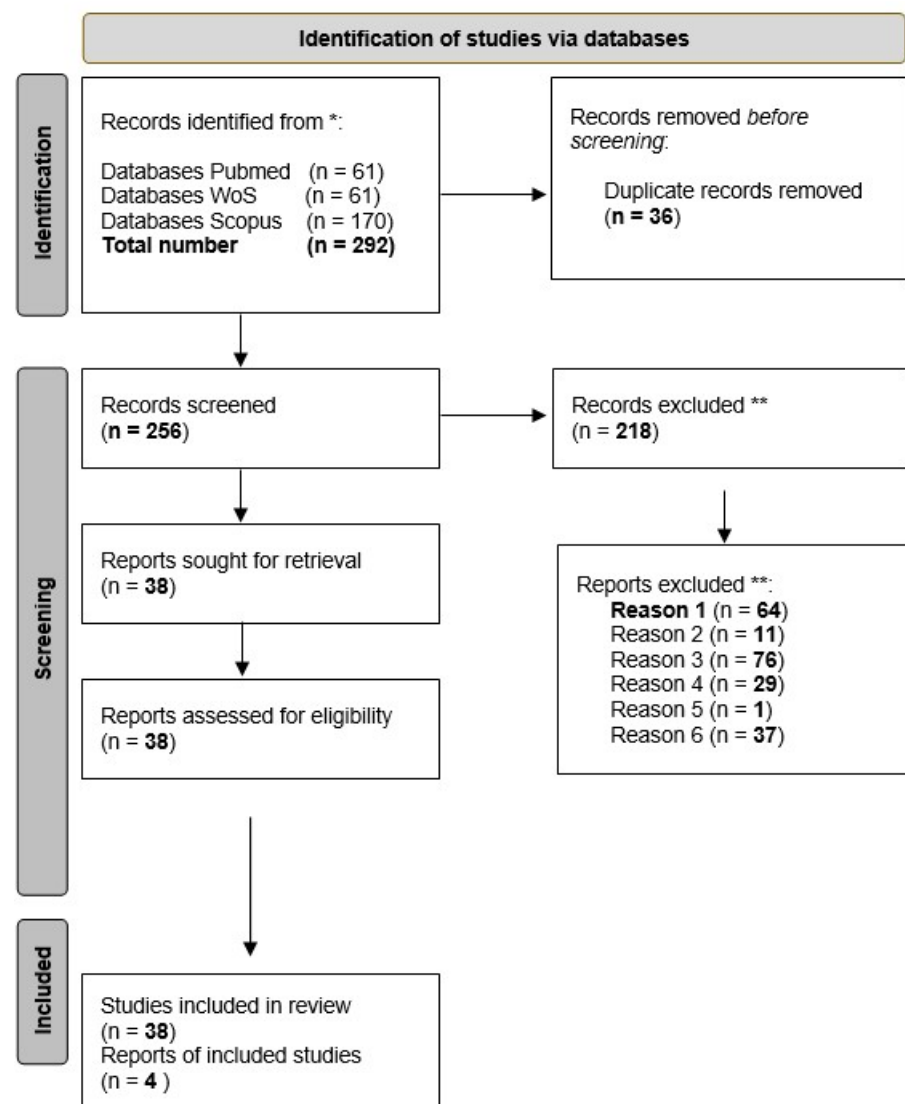 Identification of studies via databases
Identification
Records identified from *:
Databases Pubmed (n = 61)
Databases WoS (n = 61)
Databases Scopus (n = 170)
Total number (n = 292)
Records removed before
screening:
Duplicate records removed
(n = 36)
Screening
Records screened
(n = 256)
Records excluded **
(n = 218)
Reports sought for retrieval
(n = 38)
Reports excluded **:
Reason 1 (n = 64)
Reason 2 (n = 11)
Reason 3 (n = 76)
Reason 4 (n = 29)
Reason 5 (n = 1)
Reason 6 (n = 37)
Reports assessed for eligibility
(n = 38)
Included
Studies included in review
(n = 38)
Reports of included studies
(n = 4 )